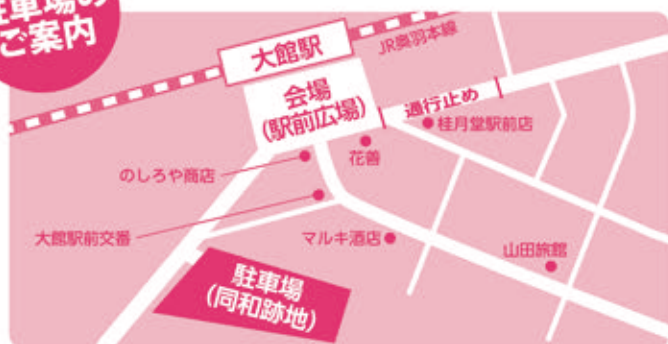 駐車場の
ご案内
大館駅
JR奥羽本線
会場
(駅前広場)
通行止め
桂月堂駅前店
花善
のしろや商店
大館駅前交番
マルキ酒店
山田旅館
駐車場
(同和跡地)